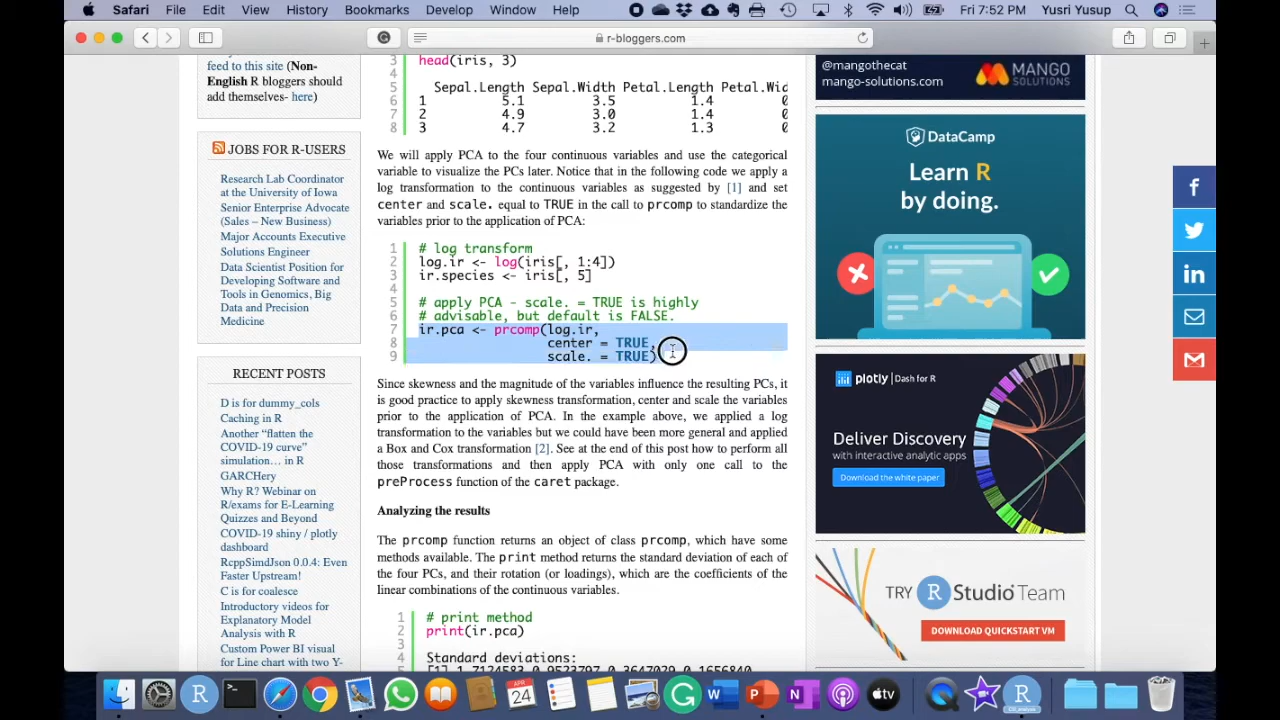 Safari File Edit View History Bookmarks Develop Window Help Fri 7:52 PM Yusri Yusup
r-bloggers.com
feed to this site (Non-
English R bloggers should
add themselves- here)
JOBS FOR R-USERS
Research Lab Coordinator
at the University of Iowa
Senior Enterprise Advocate
(Sales – New Business)
Major Accounts Executive
Solutions Engineer
Data Scientist Position for
Developing Software and
Tools in Genomics, Big
Data and Precision
Medicine
RECENT POSTS
D is for dummy_cols
Caching in R
Another “flatten the
COVID-19 curve”
simulation… in R
GARCHery
Why R? Webinar on
R/exams for E-Learning
Quizzes and Beyond
COVID-19 shiny / plotly
dashboard
RcppSimdJson 0.0.4: Even
Faster Upstream!
C is for coalesce
Introductory videos for
Explanatory Model
Analysis with R
Custom Power BI visual
for Line chart with two Y-
3 head(iris, 3)
4
5 Sepal.Length Sepal.Width Petal.Length Petal.Wid
6 1 5.1 3.5 1.4 0
7 2 4.9 3.0 1.4 0
8 3 4.7 3.2 1.3 0
We will apply PCA to the four continuous variables and use the categorical
variable to visualize the PCs later. Notice that in the following code we apply a
log transformation to the continuous variables as suggested by [1] and set
center and scale. equal to TRUE in the call to prcomp to standardize the
variables prior to the application of PCA:
1 # log transform
2 log.ir <- log(iris[, 1:4])
3 ir.species <- iris[, 5]
4
5 # apply PCA - scale. = TRUE is highly
6 # advisable, but default is FALSE.
7 ir.pca <- prcomp(log.ir,
8 center = TRUE,
9 scale. = TRUE)
Since skewness and the magnitude of the variables influence the resulting PCs, it
is good practice to apply skewness transformation, center and scale the variables
prior to the application of PCA. In the example above, we applied a log
transformation to the variables but we could have been more general and applied
a Box and Cox transformation [2]. See at the end of this post how to perform all
those transformations and then apply PCA with only one call to the
preProcess function of the caret package.
Analyzing the results
The prcomp function returns an object of class prcomp, which have some
methods available. The print method returns the standard deviation of each of
the four PCs, and their rotation (or loadings), which are the coefficients of the
linear combinations of the continuous variables.
1 # print method
2 print(ir.pca)
3
4 Standard deviations:
[1] 1.7124583 0.9523797 0.3647029 0.1656840
@mangothecat
mango-solutions.com
MANGO
SOLUTIONS
DataCamp
Learn R
by doing.
plotly | Dash for R
Deliver Discovery
with interactive analytic apps
Download the white paper
TRY R Studio Team
DOWNLOAD QUICKSTART VM
APR
24